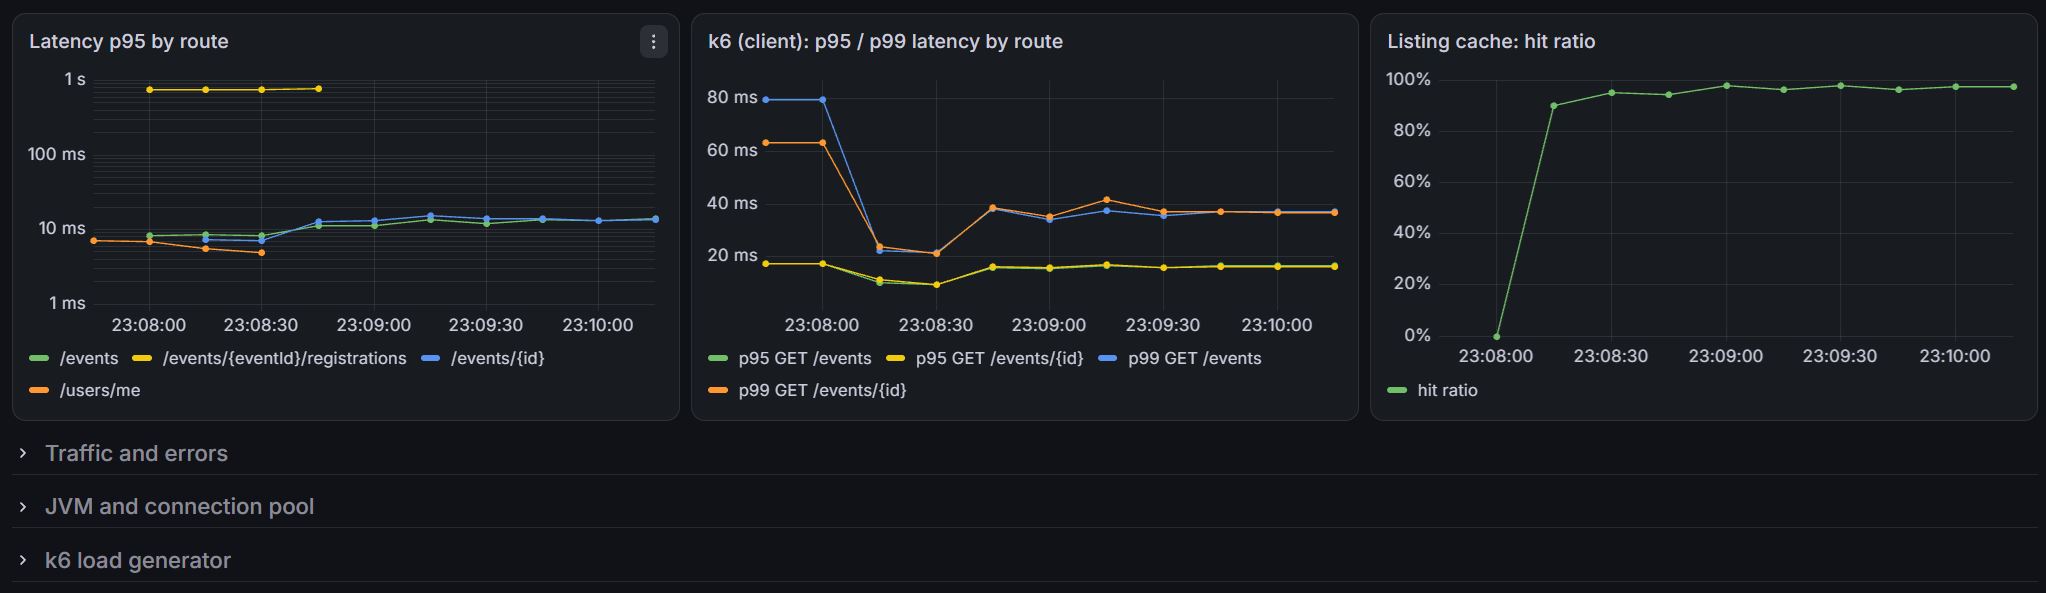 Latency p95 by route
1 s
100 ms
10 ms
1 ms
23:08:00 23:08:30 23:09:00 23:09:30 23:10:00
/events /events/{eventId}/registrations /events/{id}
/users/me
k6 (client): p95 / p99 latency by route
80 ms
60 ms
40 ms
20 ms
23:08:00 23:08:30 23:09:00 23:09:30 23:10:00
p95 GET /events p95 GET /events/{id} p99 GET /events
p99 GET /events/{id}
Listing cache: hit ratio
100%
80%
60%
40%
20%
0%
23:08:00 23:08:30 23:09:00 23:09:30 23:10:00
hit ratio
Traffic and errors
JVM and connection pool
k6 load generator